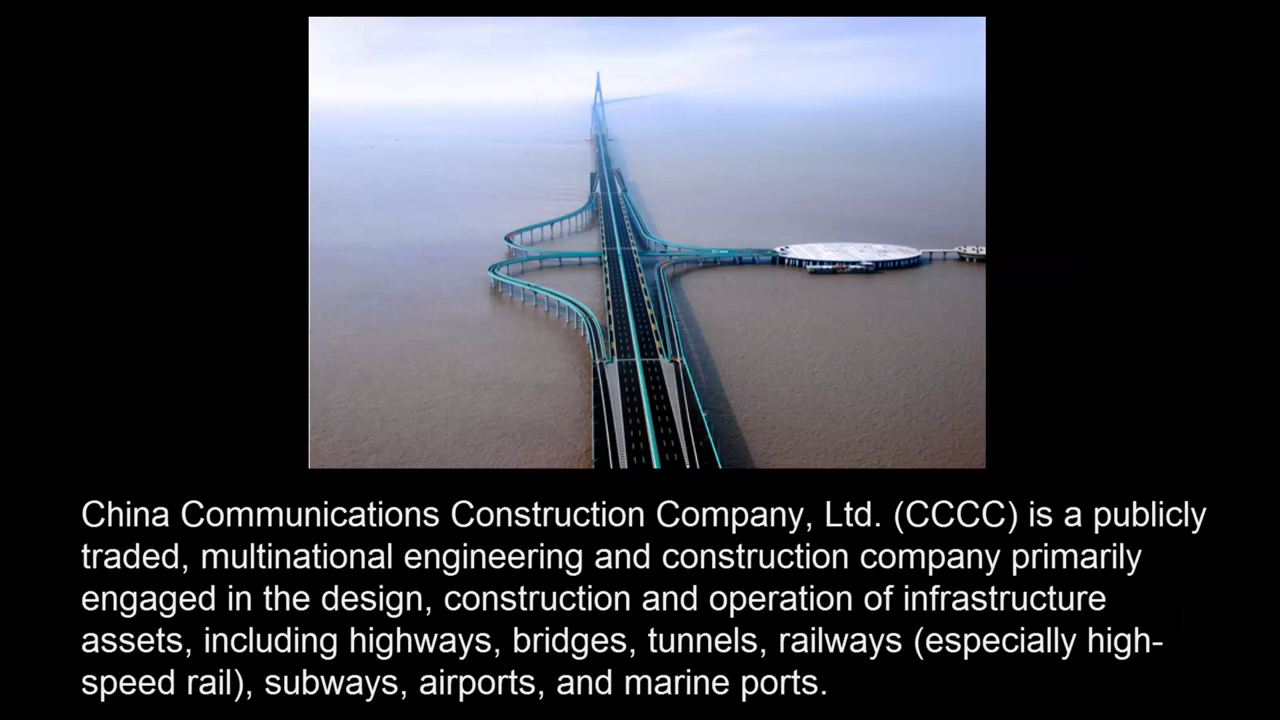 China Communications Construction Company, Ltd. (CCCC) is a publicly
traded, multinational engineering and construction company primarily
engaged in the design, construction and operation of infrastructure
assets, including highways, bridges, tunnels, railways (especially high-
speed rail), subways, airports, and marine ports.